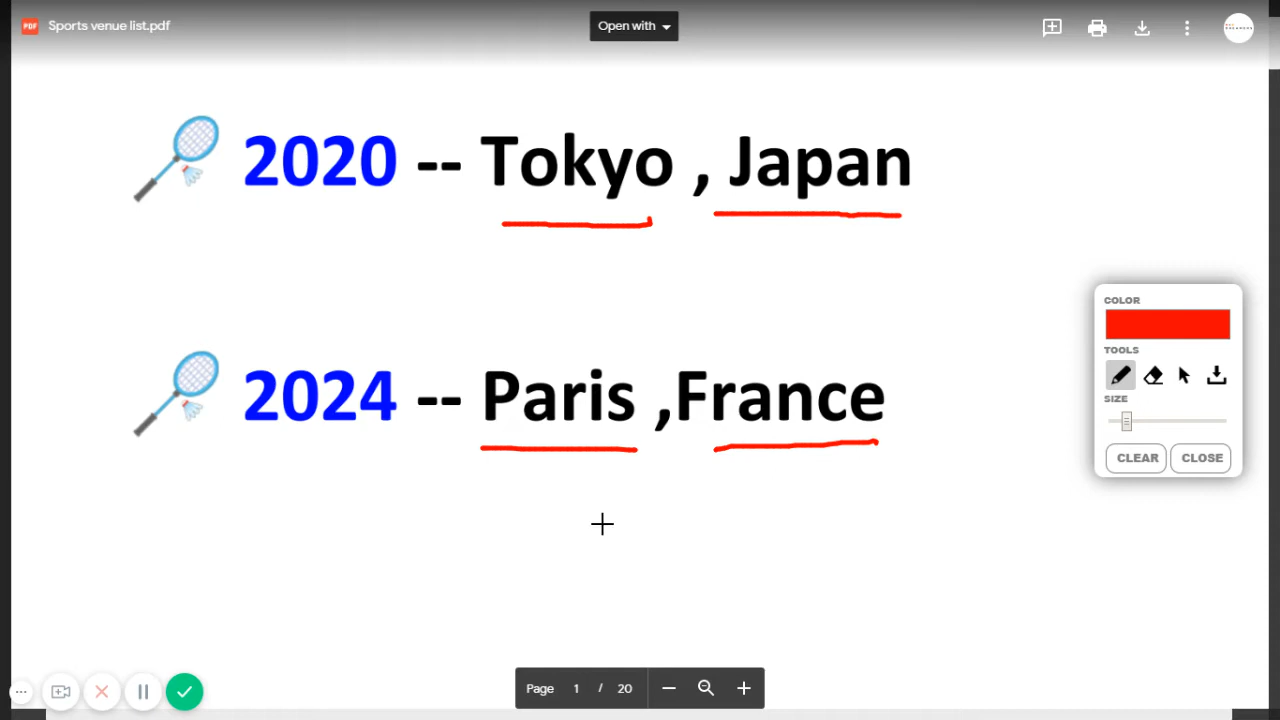 Sports venue list.pdf
Open with
2020 -- Tokyo , Japan
2024 -- Paris ,France
COLOR
TOOLS
SIZE
CLEAR CLOSE
Page 1 / 20